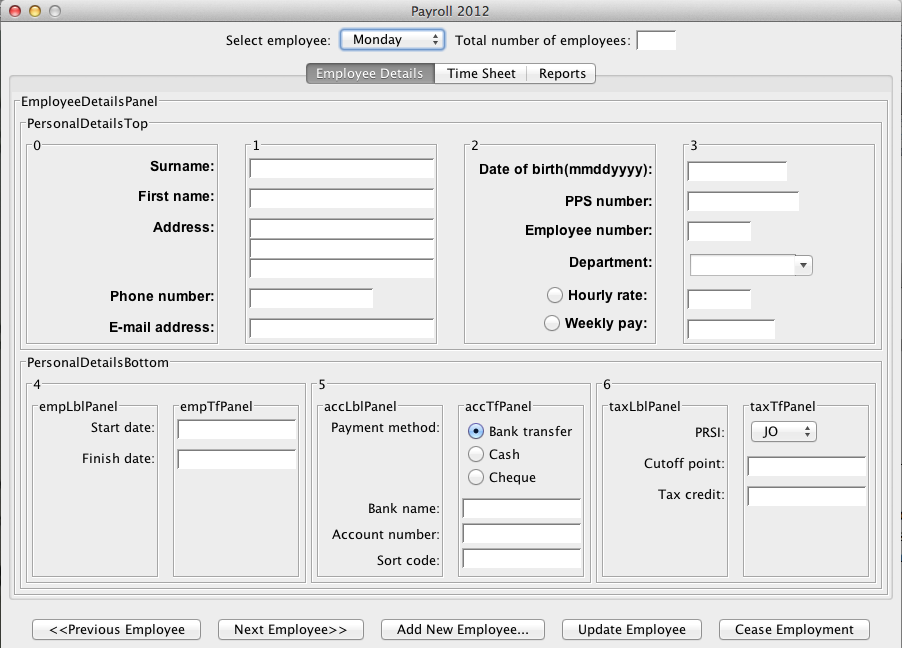 Payroll 2012
Select employee: Monday Total number of employees:
Employee Details Time Sheet Reports
EmployeeDetailsPanel
PersonalDetailsTop
0 1 2 3
Surname: Date of birth(mmddyyyy):
First name: PPS number:
Address: Employee number:
Department:
Phone number: Hourly rate:
E-mail address: Weekly pay:
PersonalDetailsBottom
4 5 6
empLblPanel empTfPanel accLblPanel accTfPanel taxLblPanel taxTfPanel
Start date: Payment method: Bank transfer PRSI: JO
Finish date: Cash Cutoff point:
Cheque Tax credit:
Bank name:
Account number:
Sort code:
<<Previous Employee Next Employee>> Add New Employee... Update Employee Cease Employment